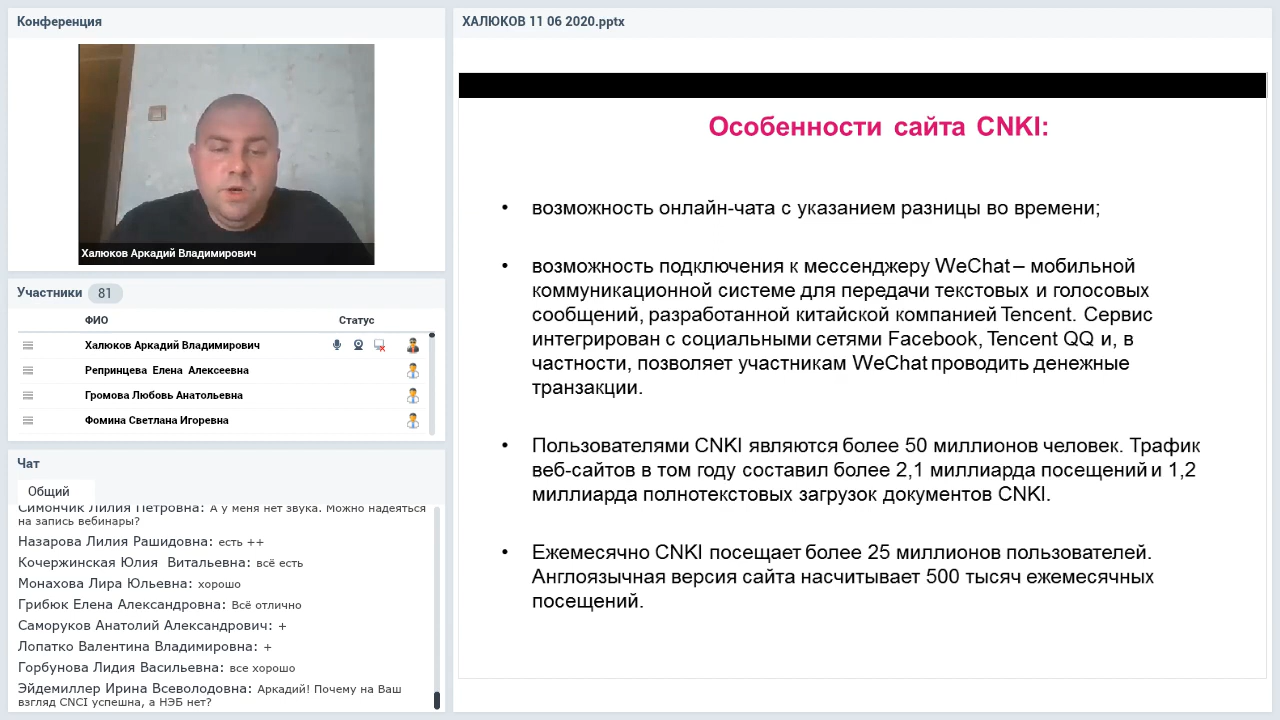 Конференция
Халюков Аркадий Владимирович
Участники 81
ФИО Статус
Халюков Аркадий Владимирович
Репринцева Елена Алексеевна
Громова Любовь Анатольевна
Фомина Светлана Игоревна
Чат
Общий
Симончик Лилия Петровна: А у меня нет звука. Можно надеяться
на запись вебинары?
Назарова Лилия Рашидовна: есть ++
Кочержинская Юлия Витальевна: всё есть
Монахова Лира Юльевна: хорошо
Грибюк Елена Александровна: Всё отлично
Саморуков Анатолий Александрович: +
Лопатко Валентина Владимировна: +
Горбунова Лидия Васильевна: все хорошо
Эйдемиллер Ирина Всеволодовна: Аркадий! Почему на Ваш
взгляд CNCI успешна, а НЭБ нет?
ХАЛЮКОВ 11 06 2020.pptx
Особенности сайта CNKI:
• возможность онлайн-чата с указанием разницы во времени;
• возможность подключения к мессенджеру WeChat – мобильной
коммуникационной системе для передачи текстовых и голосовых
сообщений, разработанной китайской компанией Tencent. Сервис
интегрирован с социальными сетями Facebook, Tencent QQ и, в
частности, позволяет участникам WeChat проводить денежные
транзакции.
• Пользователями CNKI являются более 50 миллионов человек. Трафик
веб-сайтов в том году составил более 2,1 миллиарда посещений и 1,2
миллиарда полнотекстовых загрузок документов CNKI.
• Ежемесячно CNKI посещает более 25 миллионов пользователей.
Англоязычная версия сайта насчитывает 500 тысяч ежемесячных
посещений.